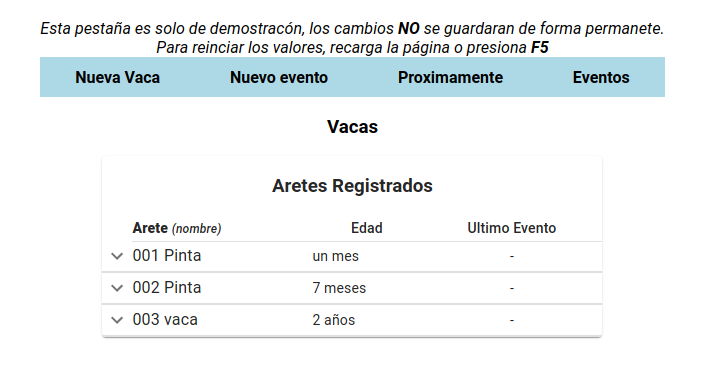 Esta pestaña es solo de demostracón, los cambios NO se guardaran de forma permanete.
Para reinciar los valores, recarga la página o presiona F5
Nueva Vaca Nuevo evento Proximamente Eventos
Vacas
Aretes Registrados
Arete (nombre) Edad Ultimo Evento
001 Pinta un mes -
002 Pinta 7 meses -
003 vaca 2 años -